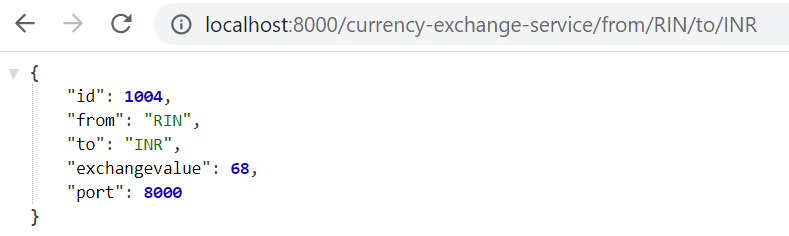 localhost:8000/currency-exchange-service/from/RIN/to/INR
{
"id": 1004,
"from": "RIN",
"to": "INR",
"exchangevalue": 68,
"port": 8000
}